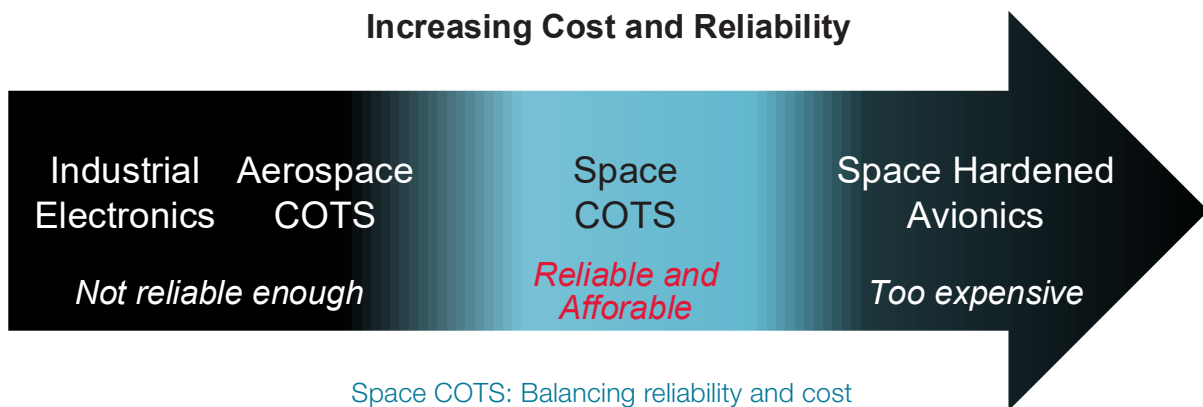 Increasing Cost and Reliability
Industrial
Electronics
Aerospace
COTS
Space
COTS
Space Hardened
Avionics
Not reliable enough
Reliable and
Afforable
Too expensive
Space COTS: Balancing reliability and cost